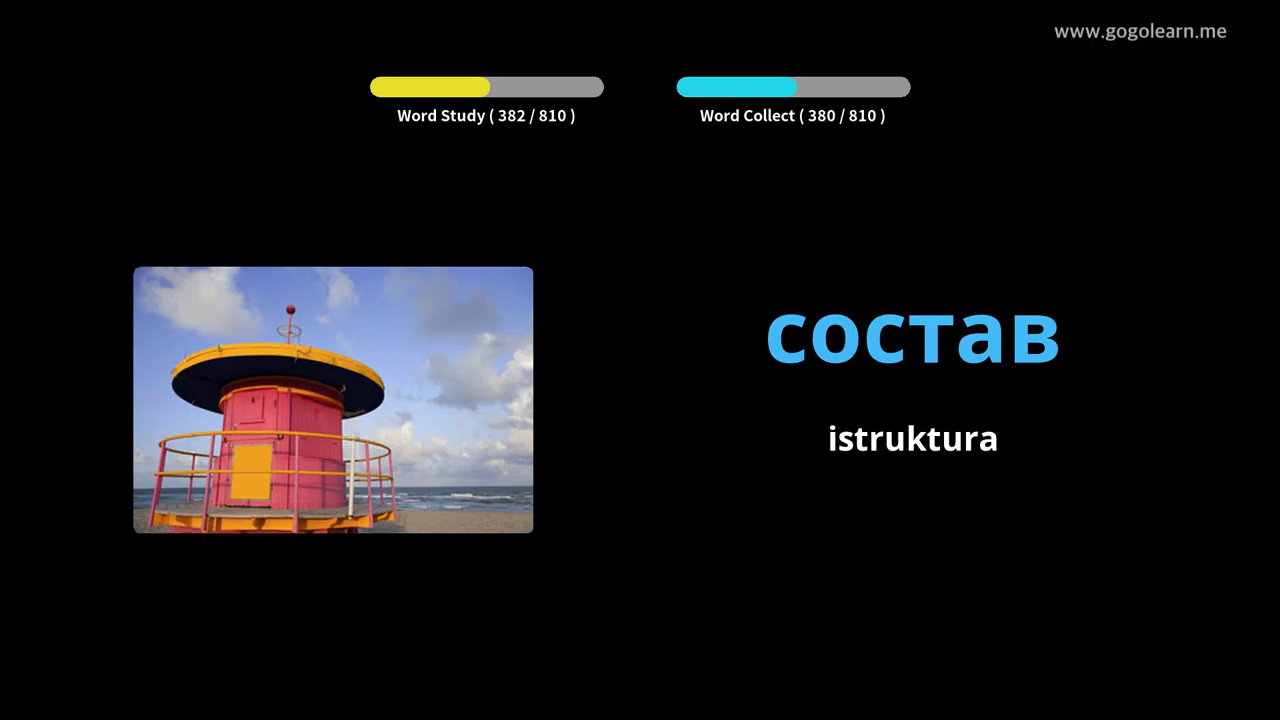 www.gogolearn.me
Word Study ( 382 / 810 )
Word Collect ( 380 / 810 )
состав
istruktura